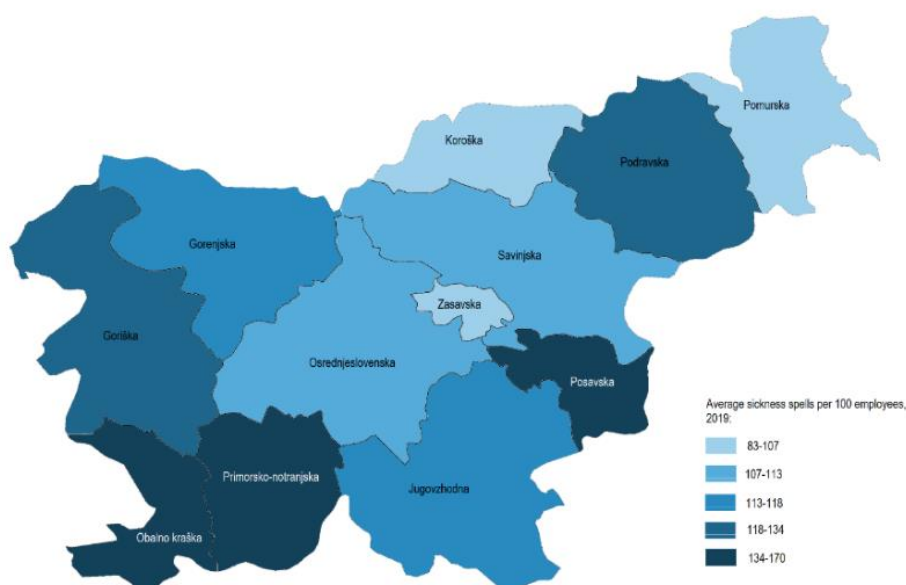 Pomurska
Koroška
Podravska
Gorenjska
Savinjska
Zasavska
Goriška
Osrednjeslovenska
Posavska
Primorsko-notranjska
Jugovzhodna
Obalno kraška
Average sickness spells per 100 employees,
2019:
83-107
107-113
113-118
118-134
134-170